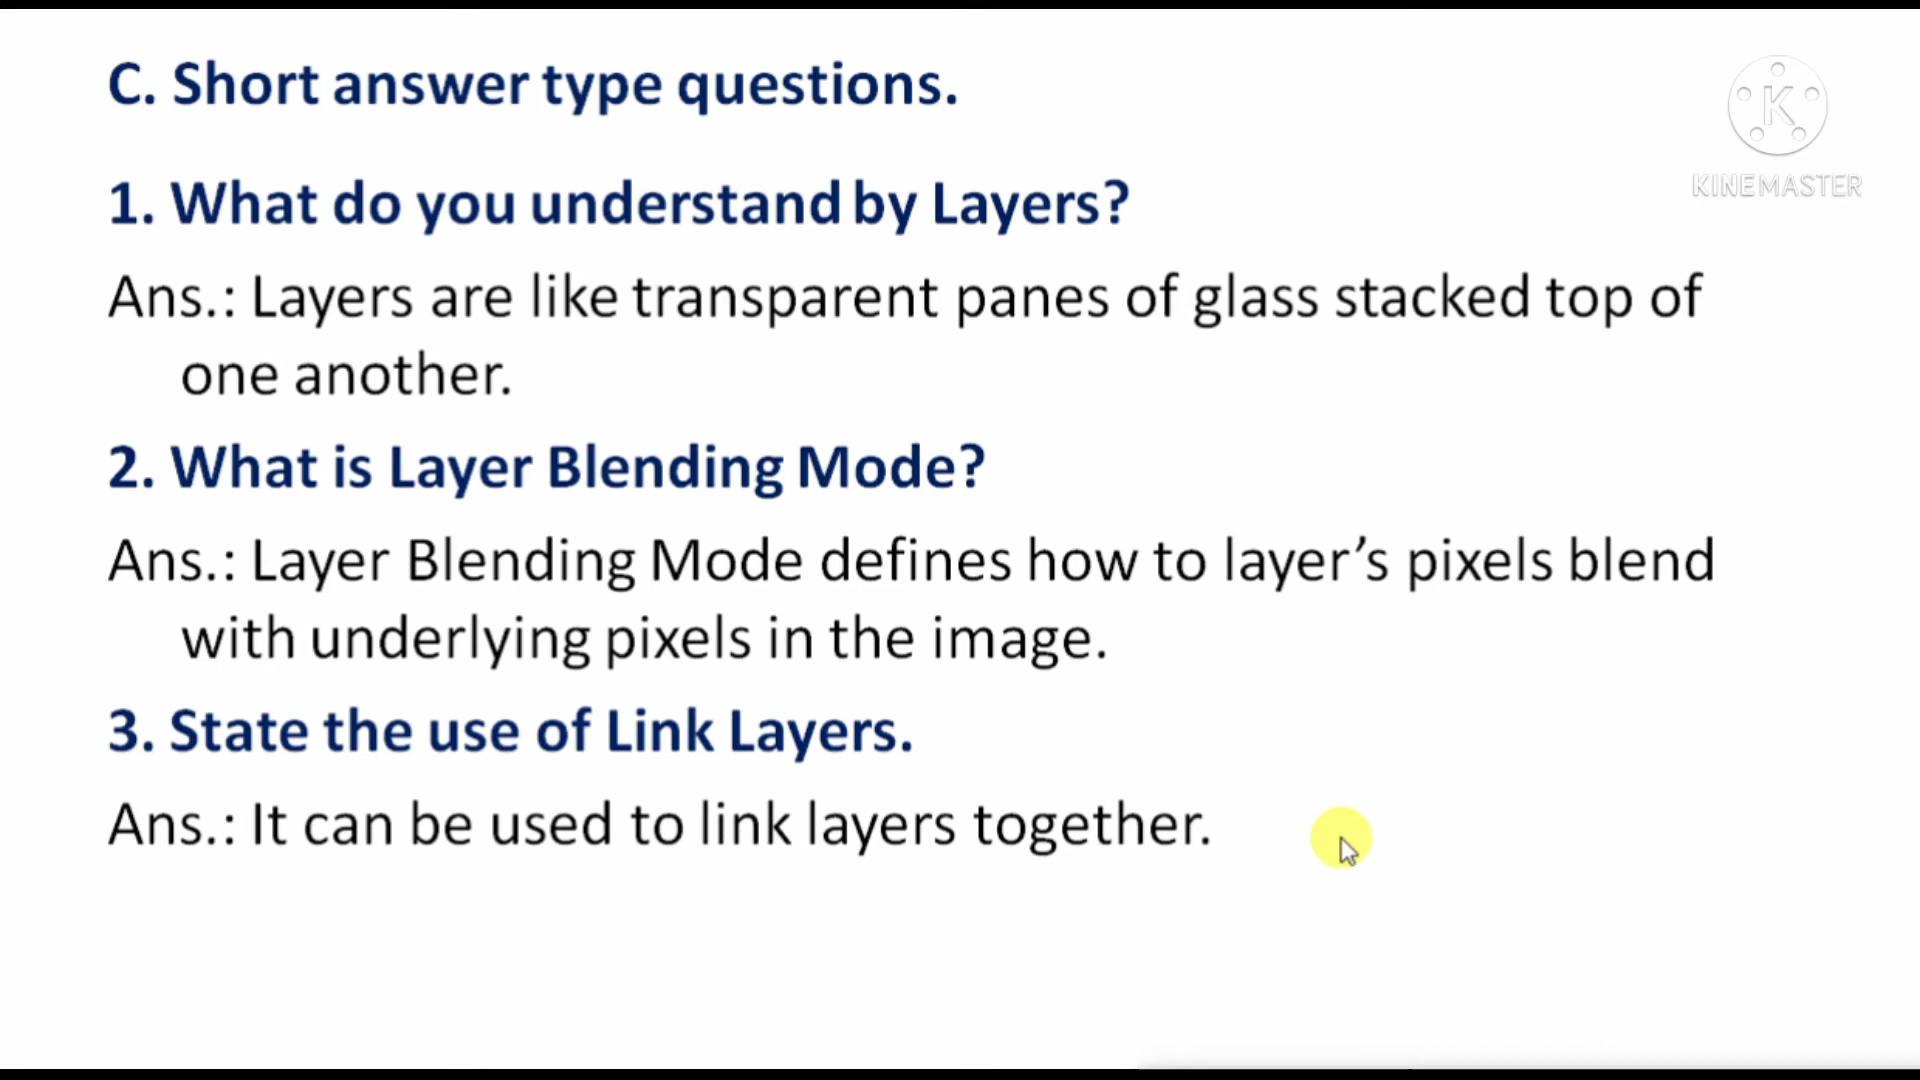 C. Short answer type questions.
K
KINEMASTER
1. What do you understand by Layers?
Ans.: Layers are like transparent panes of glass stacked top of
one another.
2. What is Layer Blending Mode?
Ans.: Layer Blending Mode defines how to layer’s pixels blend
with underlying pixels in the image.
3. State the use of Link Layers.
Ans.: It can be used to link layers together.